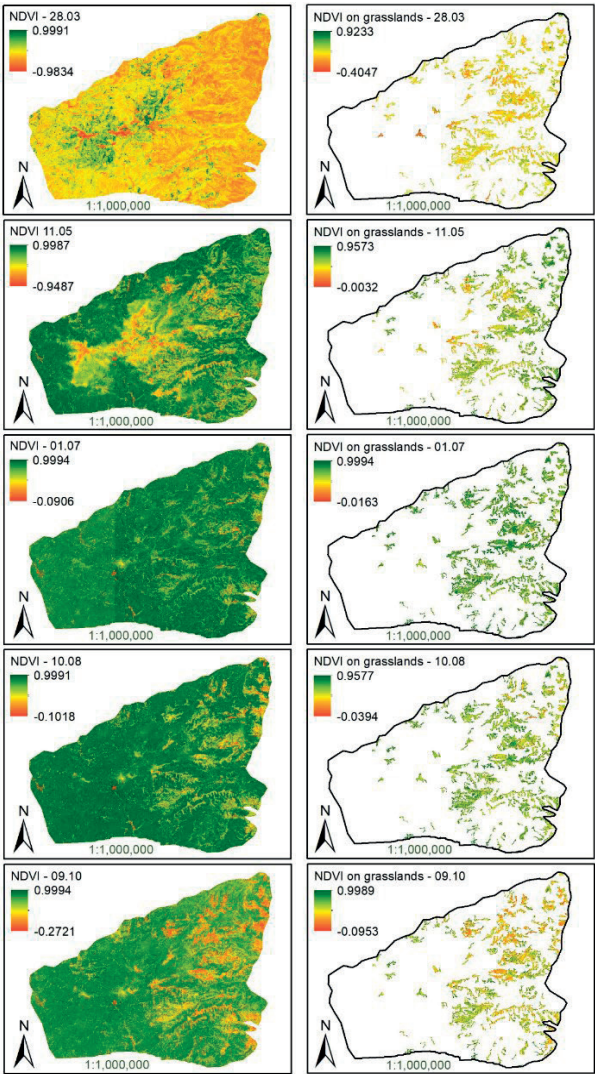 NDVI - 28.03
0.9991
-0.9834
N
1:1,000,000
NDVI on grasslands - 28.03
0.9233
-0.4047
N
1:1,000,000
NDVI 11.05
0.9987
-0.9487
N
1:1,000,000
NDVI on grasslands - 11.05
0.9573
-0.0032
N
1:1,000,000
NDVI - 01.07
0.9994
-0.0906
N
1:1,000,000
NDVI on grasslands - 01.07
0.9994
-0.0163
N
1:1,000,000
NDVI - 10.08
0.9991
-0.1018
N
1:1,000,000
NDVI on grasslands - 10.08
0.9577
-0.0394
N
1:1,000,000
NDVI - 09.10
0.9994
-0.2721
N
1:1,000,000
NDVI on grasslands - 09.10
0.9989
-0.0953
N
1:1,000,000